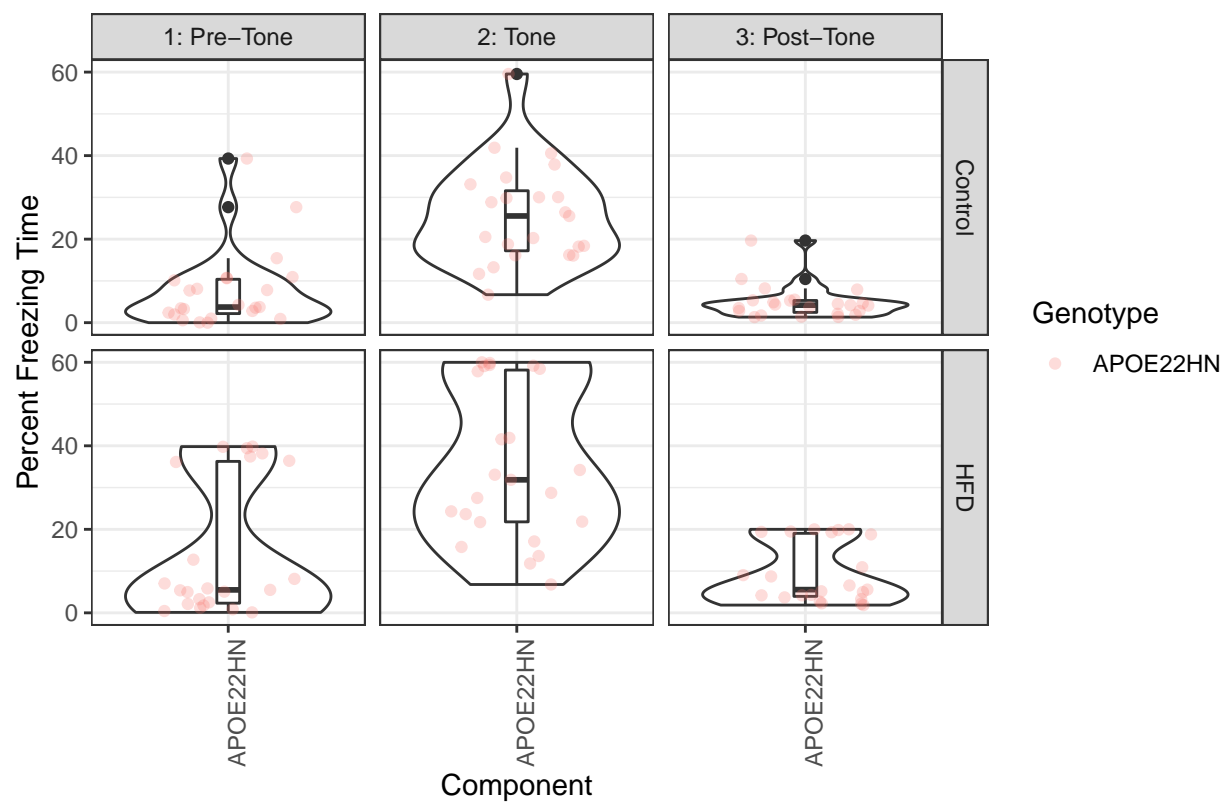 1: Pre−Tone
2: Tone
3: Post−Tone
Percent Freezing Time
60
40
20
0
Control
60
40
20
0
HFD
APOE22HN
APOE22HN
APOE22HN
Component
Genotype
APOE22HN